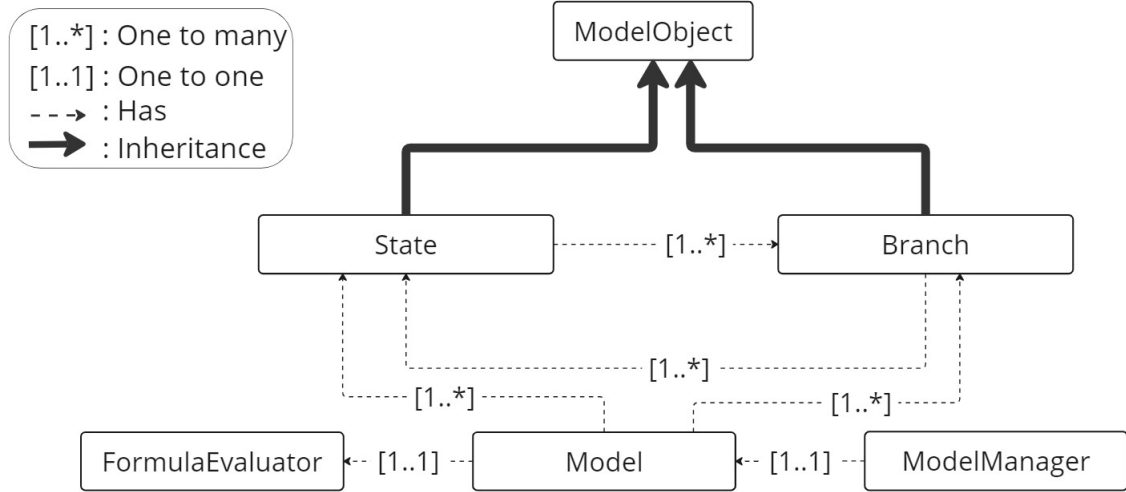 [1..*] : One to many
[1..1] : One to one
: Has
: Inheritance
ModelObject
State
[1..*]
Branch
[1..*]
[1..*]
[1..*]
FormulaEvaluator
[1..1]
Model
[1..1]
ModelManager